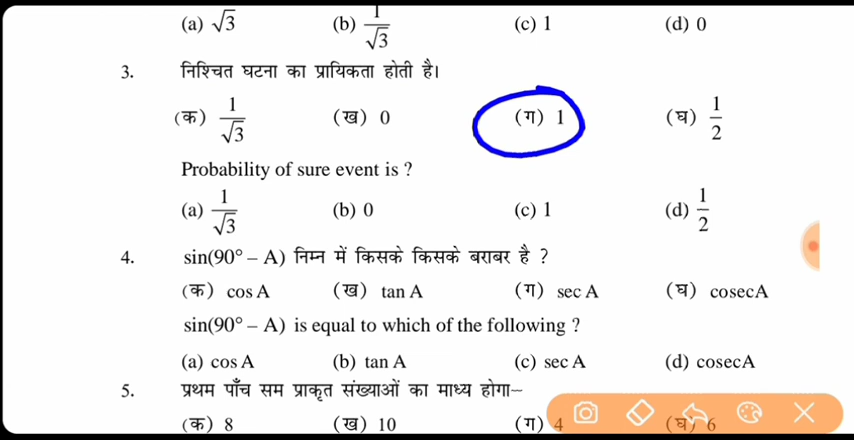 (a) √3 (b) 1/√3 (c) 1 (d) 0
3. निश्चित घटना का प्रायिकता होती है।
(क) 1/√3 (ख) 0 (ग) 1 (घ) 1/2
Probability of sure event is ?
(a) 1/√3 (b) 0 (c) 1 (d) 1/2
4. sin(90° – A) निम्न में किसके किसके बराबर है ?
(क) cos A (ख) tan A (ग) sec A (घ) cosecA
sin(90° – A) is equal to which of the following ?
(a) cos A (b) tan A (c) sec A (d) cosecA
5. प्रथम पाँच सम प्राकृत संख्याओं का माध्य होगा–
(क) 8 (ख) 10 (ग) 4 (घ) 6